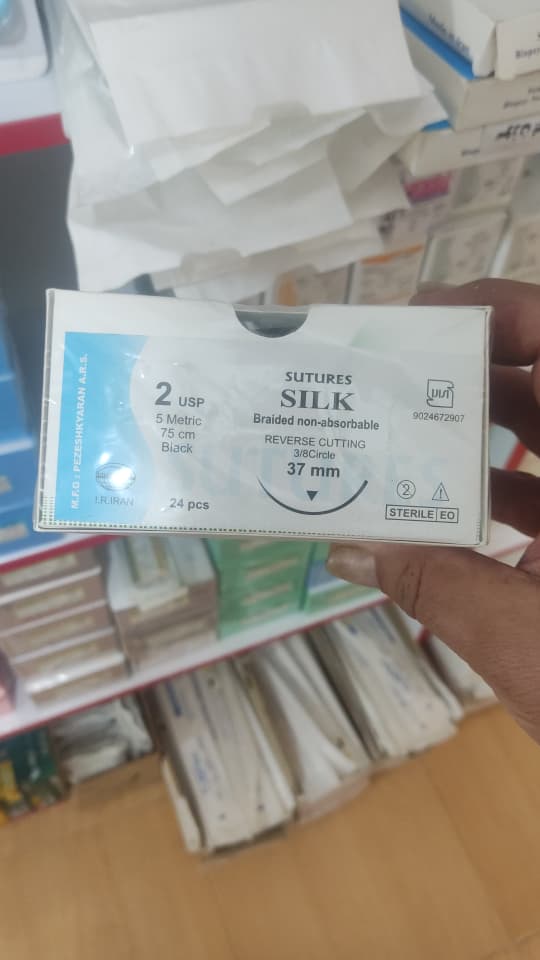 M.F.G : PEZESHKYARAN A.R.S.
I.R.IRAN
2 USP
5 Metric
75 cm
Black
24 pcs
SUTURES
SILK
Braided non-absorbable
REVERSE CUTTING
3/8Circle
37 mm
9024672907
2
STERILE EO